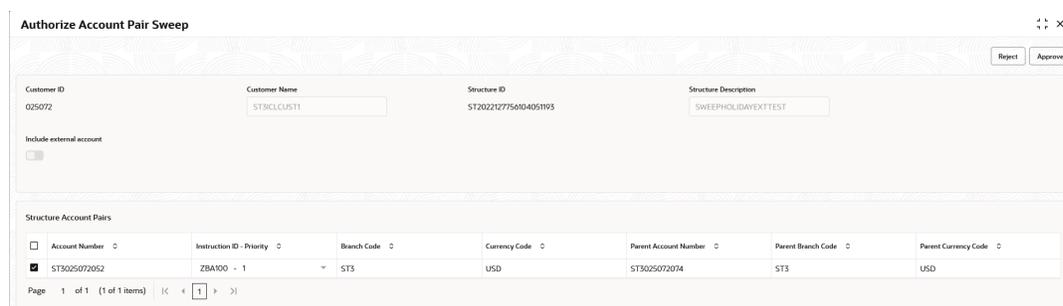 Authorize Account Pair Sweep
Reject Approve
Customer ID Customer Name Structure ID Structure Description
025072 ST3ICLCUST1 ST2022127756104051193 SWEEPHOLIDAYEXTTEST
Include external account
Structure Account Pairs
Account Number Instruction ID - Priority Branch Code Currency Code Parent Account Number Parent Branch Code Parent Currency Code
ST3025072052 ZBA100 - 1 ST3 USD ST3025072074 ST3 USD
Page 1 of 1 (1 of 1 items) 1